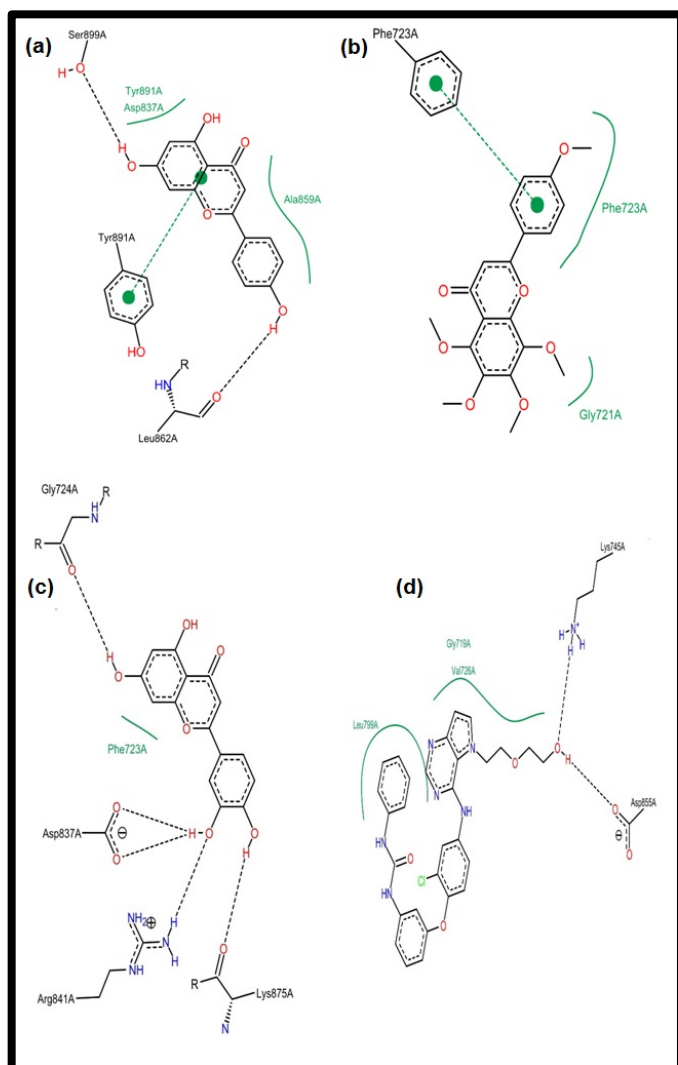 (a)
Ser899A
H
O
Tyr891A
Asp837A
OH
O
H
O
O
Ala859A
Tyr891A
HO
O
H
R
HN
O
Leu862A
(b)
Phe723A
O
Phe723A
O
O
O
O
O
O
Gly721A
(c)
Gly724A
R
H
N
R
O
OH
O
H
O
O
Phe723A
Asp837A
O
O
H
O
O
H
NH2
H
N
H
NH
Arg841A
O
R
Lys875A
N
(d)
Lys745A
H
N+
H
H
Gly719A
Val726A
Leu799A
N
N
N
O
O
H
NH
HN
O
NH
Cl
O
O
O
Asp855A